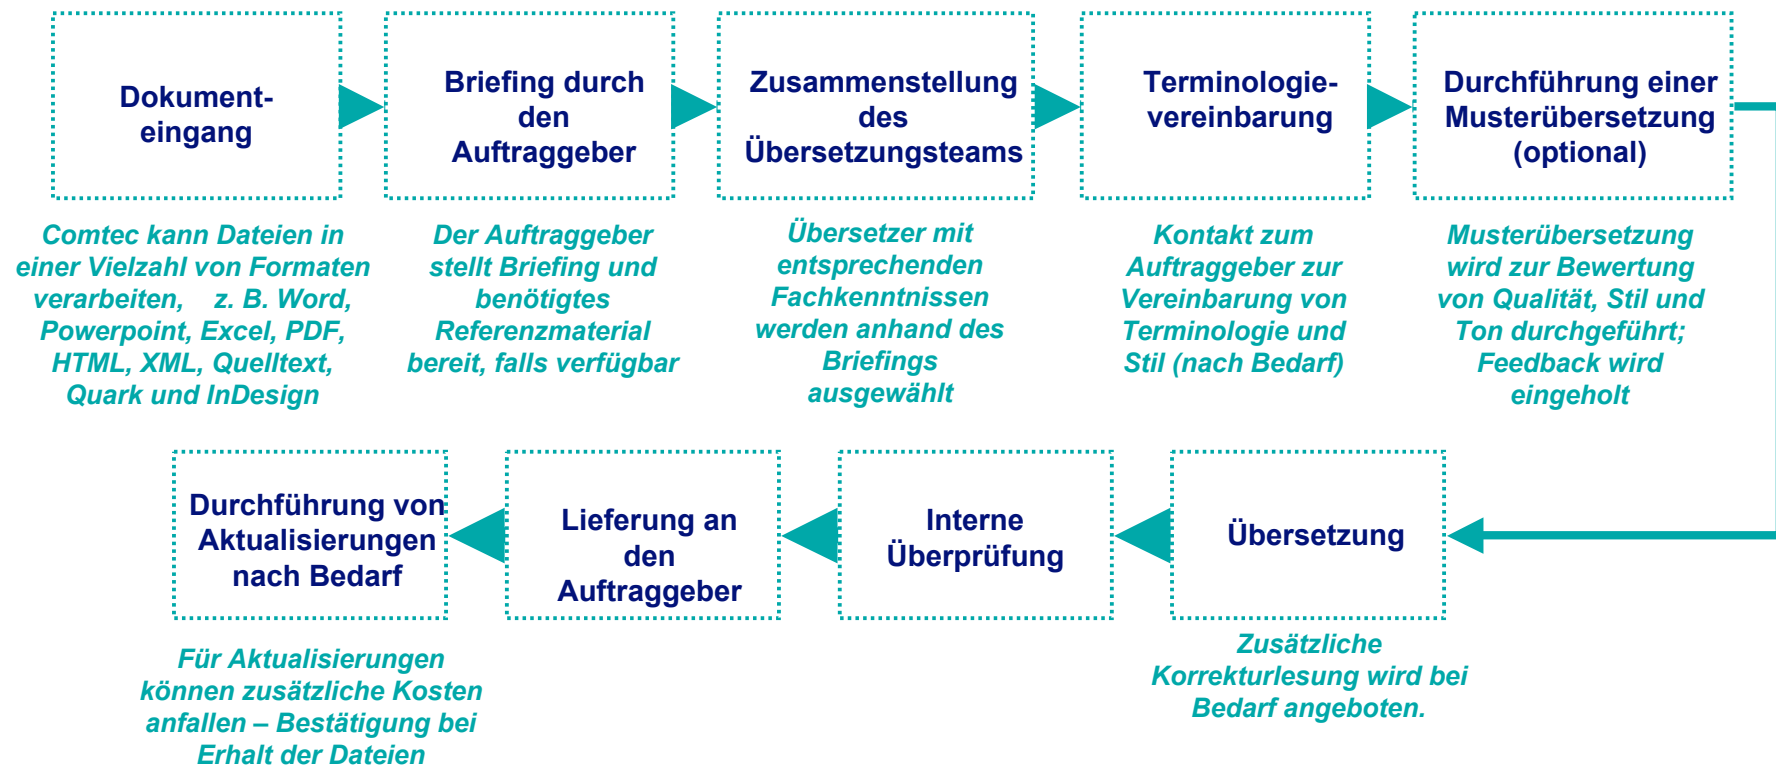 Dokument-
eingang
Briefing durch
den
Auftraggeber
Zusammenstellung
des
Übersetzungsteams
Terminologie-
vereinbarung
Durchführung einer
Musterübersetzung
(optional)
Comtec kann Dateien in
einer Vielzahl von Formaten
verarbeiten, z. B. Word,
Powerpoint, Excel, PDF,
HTML, XML, Quelltext,
Quark und InDesign
Der Auftraggeber
stellt Briefing und
benötigtes
Referenzmaterial
bereit, falls verfügbar
Übersetzer mit
entsprechenden
Fachkenntnissen
werden anhand des
Briefings
ausgewählt
Kontakt zum
Auftraggeber zur
Vereinbarung von
Terminologie und
Stil (nach Bedarf)
Musterübersetzung
wird zur Bewertung
von Qualität, Stil und
Ton durchgeführt;
Feedback wird
eingeholt
Durchführung von
Aktualisierungen
nach Bedarf
Lieferung an
den
Auftraggeber
Interne
Überprüfung
Übersetzung
Für Aktualisierungen
können zusätzliche Kosten
anfallen – Bestätigung bei
Erhalt der Dateien
Zusätzliche
Korrekturlesung wird bei
Bedarf angeboten.